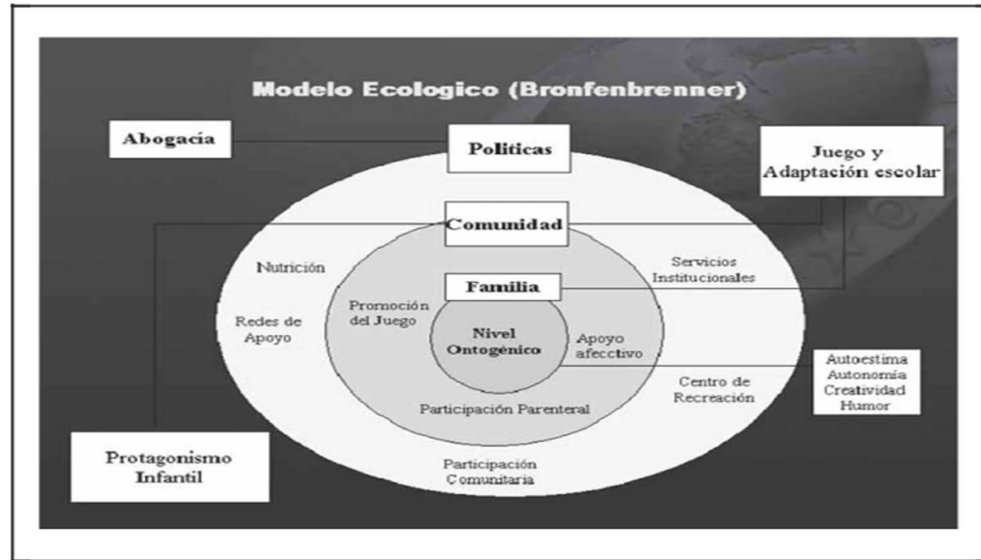 Modelo Ecologico (Bronfenbrenner)
Abogacía
Politicas
Juego y
Adaptación escolar
Comunidad
Nutrición
Servicios
Institucionales
Familia
Promoción
del Juego
Redes de
Apoyo
Nivel
Ontogénico
Apoyo
afecctivo
Autoestima
Autonomía
Creatividad
Humor
Centro de
Recreación
Participación Parenteral
Protagonismo
Infantil
Participación
Comunitaria